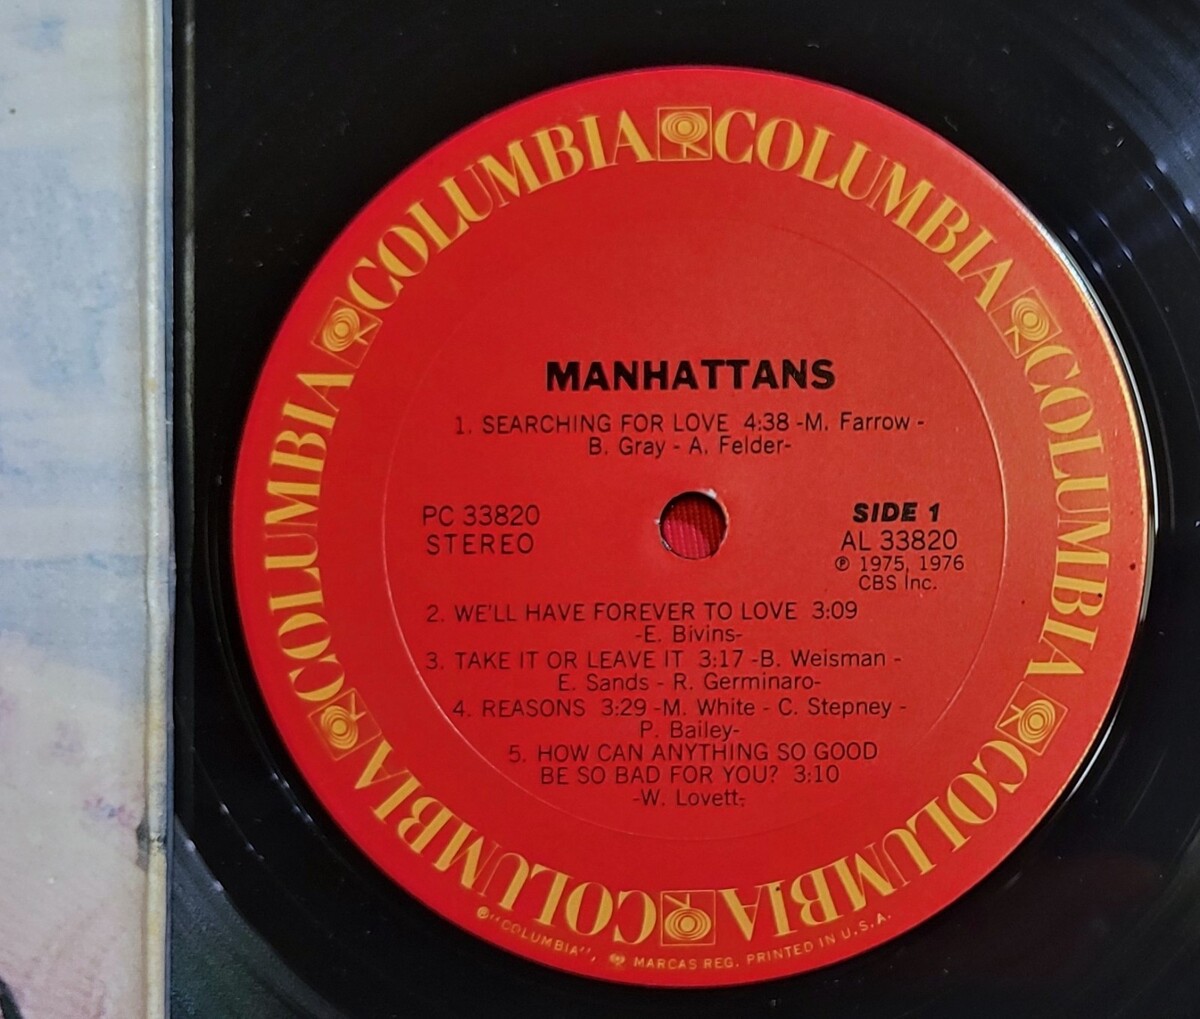 COLUMBIA COLUMBIA COLUMBIA COLUMBIA COLUMBIA COLUMBIA
MANHATTANS
1. SEARCHING FOR LOVE 4:38 -M. Farrow -
B. Gray - A. Felder-
PC 33820
STEREO
SIDE 1
AL 33820
℗ 1975, 1976
CBS Inc.
2. WE'LL HAVE FOREVER TO LOVE 3:09
-E. Bivins-
3. TAKE IT OR LEAVE IT 3:17 -B. Weisman -
E. Sands - R. Germinaro-
4. REASONS 3:29 -M. White - C. Stepney -
P. Bailey-
5. HOW CAN ANYTHING SO GOOD
BE SO BAD FOR YOU? 3:10
-W. Lovett-
®"COLUMBIA", MARCAS REG. PRINTED IN U.S.A.